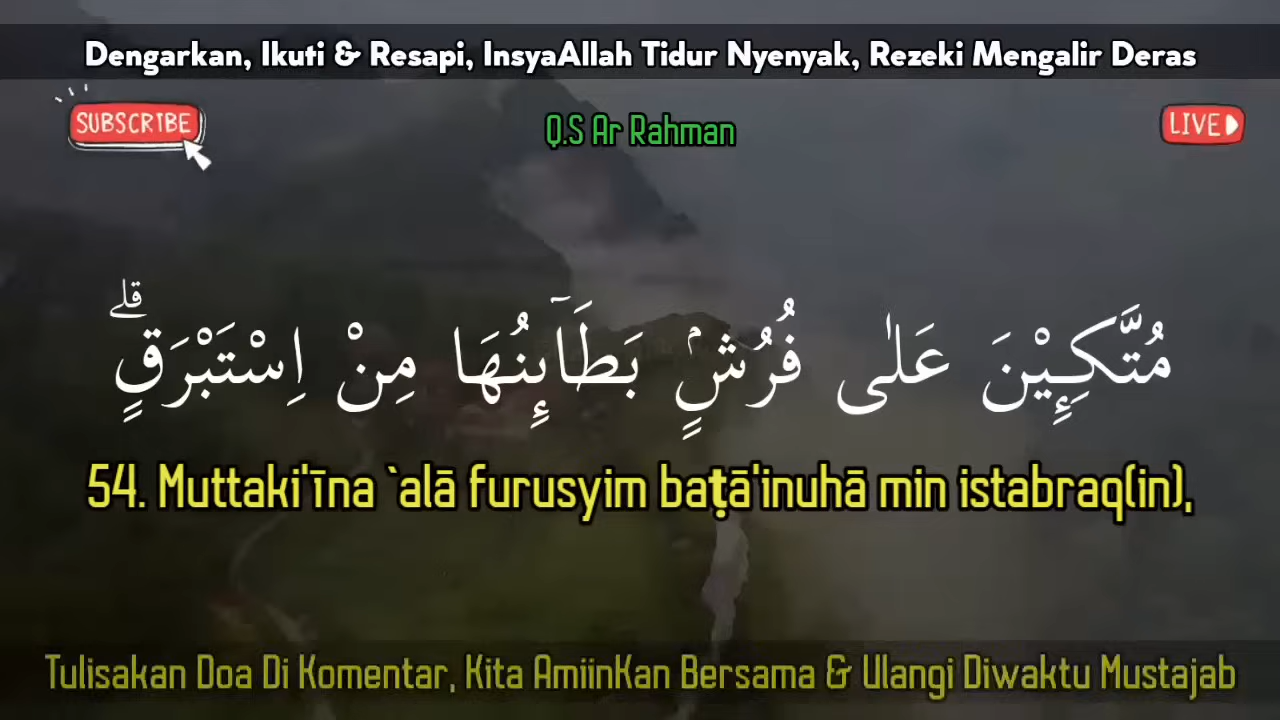 Dengarkan, Ikuti & Resapi, InsyaAllah Tidur Nyenyak, Rezeki Mengalir Deras
SUBSCRIBE
Q.S Ar Rahman
LIVE
مُتَّكِـِٕيْنَ عَلٰى فُرُشٍۢ بَطَاۤىِٕنُهَا مِنْ اِسْتَبْرَقٍۗ
54. Muttaki'īna `alā furusyim baṭā'inuhā min istabraq(in),
Tulisakan Doa Di Komentar, Kita AmiinKan Bersama & Ulangi Diwaktu Mustajab